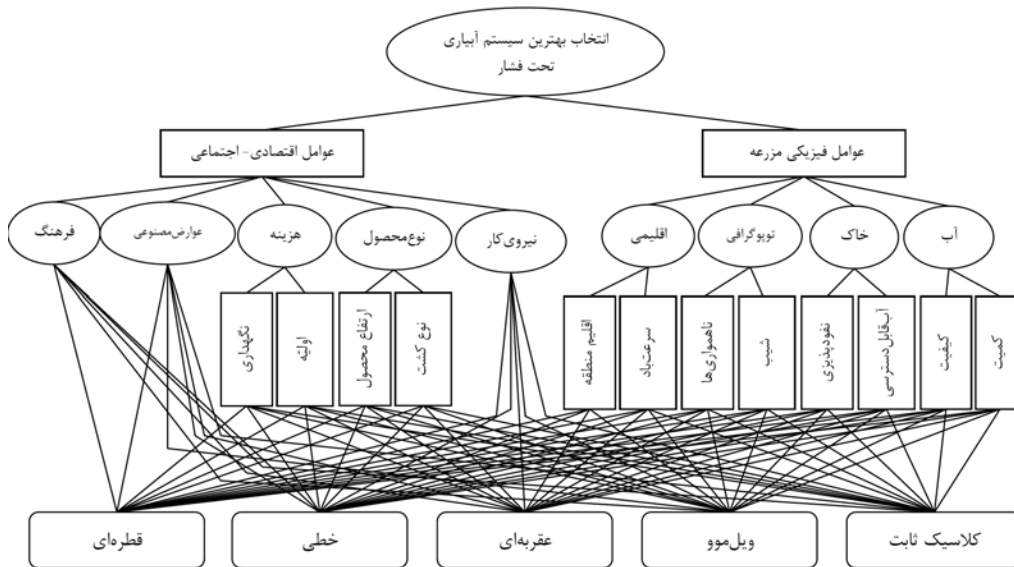 انتخاب بهترین سیستم آبیاری
تحت فشار
عوامل فیزیکی مزرعه
عوامل اقتصادی- اجتماعی
آب
خاک
توپوگرافی
اقلیمی
نیروی‌کار
نوع‌محصول
هزینه
عوارض‌مصنوعی
فرهنگ
کمیت
کیفیت
آب‌قابل‌دسترسی
نفودپذیزی
شیب
ناهمواری‌ها
سرعت‌باد
اقلیم منطقه
نوع کشت
ارتفاع محصول
اولیّه
نگهداری
کلاسیک ثابت
ویل‌موو
عقربه‌ای
خطی
قطره‌ای